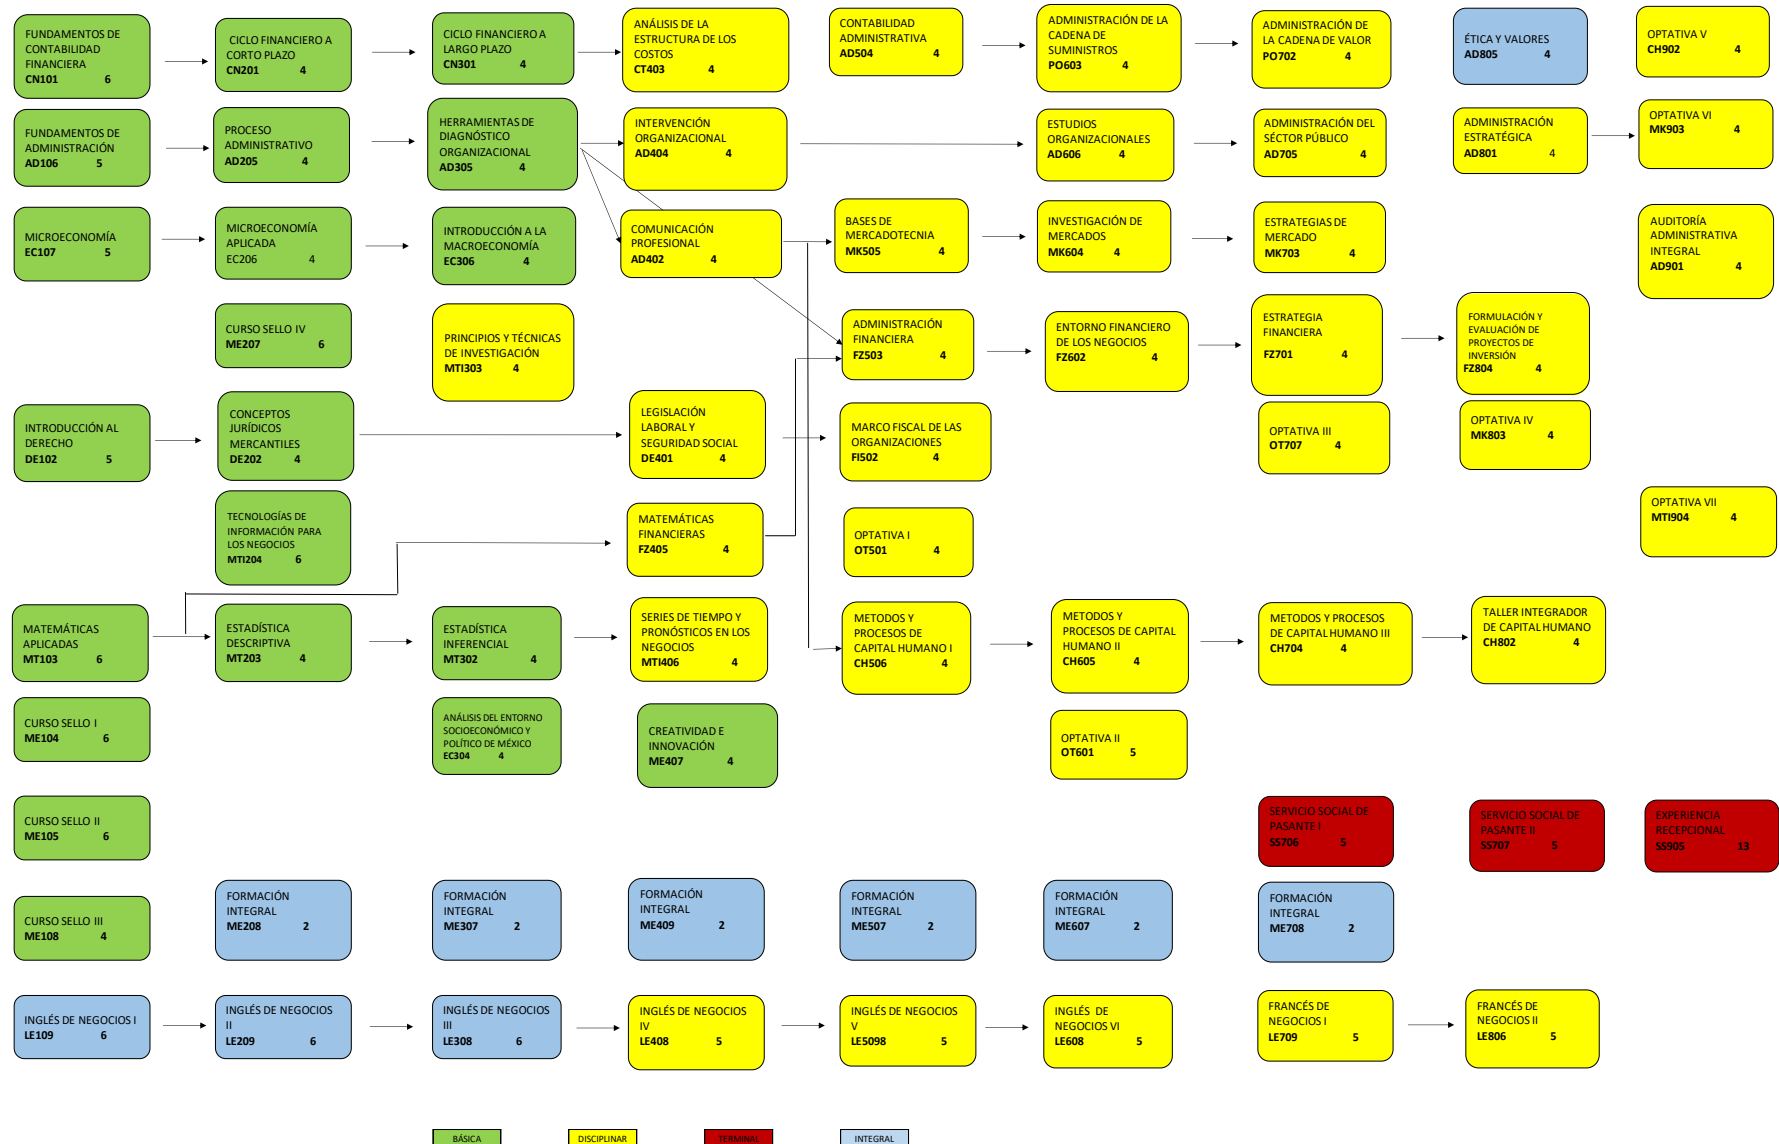 FUNDAMENTOS DE
CONTABILIDAD
FINANCIERA
CN101 6
CICLO FINANCIERO A
CORTO PLAZO
CN201 4
CICLO FINANCIERO A
LARGO PLAZO
CN301 4
ANÁLISIS DE LA
ESTRUCTURA DE LOS
COSTOS
CT403 4
CONTABILIDAD
ADMINISTRATIVA
AD504 4
ADMINISTRACIÓN DE LA
CADENA DE
SUMINISTROS
PO603 4
ADMINISTRACIÓN DE
LA CADENA DE VALOR
PO702 4
ÉTICA Y VALORES
AD805 4
OPTATIVA V
CH902 4
FUNDAMENTOS DE
ADMINISTRACIÓN
AD106 5
PROCESO
ADMINISTRATIVO
AD205 4
HERRAMIENTAS DE
DIAGNÓSTICO
ORGANIZACIONAL
AD305 4
INTERVENCIÓN
ORGANIZACIONAL
AD404 4
ESTUDIOS
ORGANIZACIONALES
AD606 4
ADMINISTRACIÓN DEL
SÉCTOR PÚBLICO
AD705 4
ADMINISTRACIÓN
ESTRATÉGICA
AD801 4
OPTATIVA VI
MK903 4
MICROECONOMÍA
EC107 5
MICROECONOMÍA
APLICADA
EC206 4
INTRODUCCIÓN A LA
MACROECONOMÍA
EC306 4
COMUNICACIÓN
PROFESIONAL
AD402 4
BASES DE
MERCADOTECNIA
MK505 4
INVESTIGACIÓN DE
MERCADOS
MK604 4
ESTRATEGIAS DE
MERCADO
MK703 4
AUDITORÍA
ADMINISTRATIVA
INTEGRAL
AD901 4
CURSO SELLO IV
ME207 6
PRINCIPIOS Y TÉCNICAS
DE INVESTIGACIÓN
MTI303 4
ADMINISTRACIÓN
FINANCIERA
FZ503 4
ENTORNO FINANCIERO
DE LOS NEGOCIOS
FZ602 4
ESTRATEGIA
FINANCIERA
FZ701 4
FORMULACIÓN Y
EVALUACIÓN DE
PROYECTOS DE
INVERSIÓN
FZ804 4
INTRODUCCIÓN AL
DERECHO
DE102 5
CONCEPTOS
JURÍDICOS
MERCANTILES
DE202 4
LEGISLACIÓN
LABORAL Y
SEGURIDAD SOCIAL
DE401 4
MARCO FISCAL DE LAS
ORGANIZACIONES
FI502 4
OPTATIVA III
OT707 4
OPTATIVA IV
MK803 4
TECNOLOGÍAS DE
INFORMACIÓN PARA
LOS NEGOCIOS
MTI204 6
MATEMÁTICAS
FINANCIERAS
FZ405 4
OPTATIVA I
OT501 4
OPTATIVA VII
MTI904 4
MATEMÁTICAS
APLICADAS
MT103 6
ESTADÍSTICA
DESCRIPTIVA
MT203 4
ESTADÍSTICA
INFERENCIAL
MT302 4
SERIES DE TIEMPO Y
PRONÓSTICOS EN LOS
NEGOCIOS
MTI406 4
METODOS Y
PROCESOS DE
CAPITAL HUMANO I
CH506 4
METODOS Y
PROCESOS DE CAPITAL
HUMANO II
CH605 4
METODOS Y PROCESOS
DE CAPITAL HUMANO III
CH704 4
TALLER INTEGRADOR
DE CAPITAL HUMANO
CH802 4
CURSO SELLO I
ME104 6
ANÁLISIS DEL ENTORNO
SOCIOECONÓMICO Y
POLÍTICO DE MÉXICO
EC304 4
CREATIVIDAD E
INNOVACIÓN
ME407 4
OPTATIVA II
OT601 5
CURSO SELLO II
ME105 6
SERVICIO SOCIAL DE
PASANTE I
SS706 5
SERVICIO SOCIAL DE
PASANTE II
SS707 5
EXPERIENCIA
RECEPCIONAL
SS905 13
CURSO SELLO III
ME108 4
FORMACIÓN
INTEGRAL
ME208 2
FORMACIÓN
INTEGRAL
ME307 2
FORMACIÓN
INTEGRAL
ME409 2
FORMACIÓN
INTEGRAL
ME507 2
FORMACIÓN
INTEGRAL
ME607 2
FORMACIÓN
INTEGRAL
ME708 2
INGLÉS DE NEGOCIOS I
LE109 6
INGLÉS DE NEGOCIOS
II
LE209 6
INGLÉS DE NEGOCIOS
III
LE308 6
INGLÉS DE NEGOCIOS
IV
LE408 5
INGLÉS DE NEGOCIOS
V
LE5098 5
INGLÉS DE
NEGOCIOS VI
LE608 5
FRANCÉS DE
NEGOCIOS I
LE709 5
FRANCÉS DE
NEGOCIOS II
LE806 5
BÁSICA
DISCIPLINAR
TERMINAL
INTEGRAL